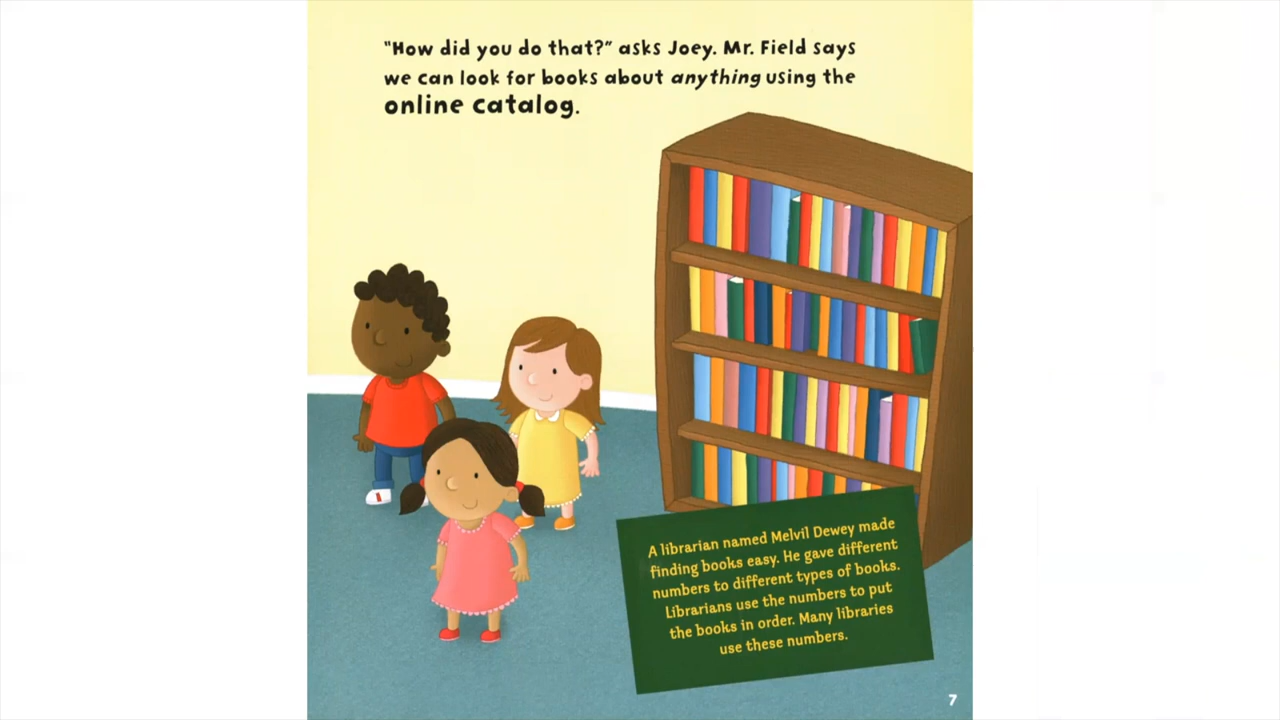 "How did you do that?" asks Joey. Mr. Field says
we can look for books about anything using the
online catalog.
A librarian named Melvil Dewey made
finding books easy. He gave different
numbers to different types of books.
Librarians use the numbers to put
the books in order. Many libraries
use these numbers.
7